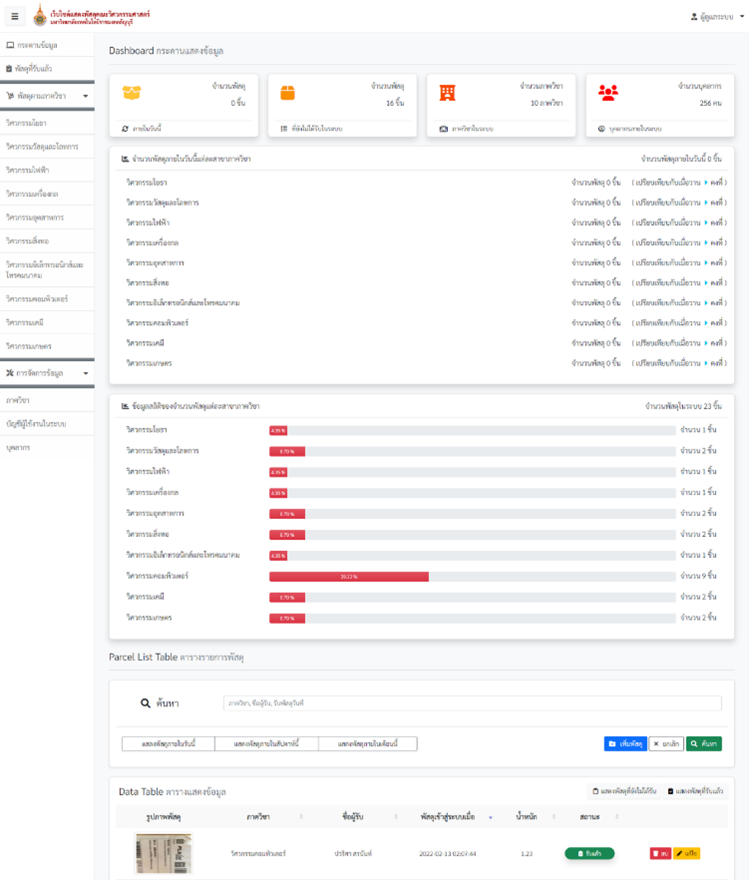 เว็บไซต์แสดงพัสดุคณะวิศวกรรมศาสตร์
มหาวิทยาลัยเทคโนโลยีราชมงคลธัญบุรี
ผู้ดูแลระบบ
กระดานข้อมูล
พัสดุที่รับแล้ว
พัสดุตามภาควิชา
วิศวกรรมโยธา
วิศวกรรมวัสดุและโลหการ
วิศวกรรมไฟฟ้า
วิศวกรรมเครื่องกล
วิศวกรรมอุตสาหการ
วิศวกรรมสิ่งทอ
วิศวกรรมอิเล็กทรอนิกส์และ
โทรคมนาคม
วิศวกรรมคอมพิวเตอร์
วิศวกรรมเคมี
วิศวกรรมเกษตร
การจัดการข้อมูล
ภาควิชา
บัญชีผู้ใช้งานในระบบ
บุคลากร
Dashboard กระดานแสดงข้อมูล
จำนวนพัสดุ
0 ชิ้น
ภายในวันนี้
จำนวนพัสดุ
16 ชิ้น
ที่ยังไม่ได้รับในระบบ
จำนวนภาควิชา
10 ภาควิชา
ภาควิชาในระบบ
จำนวนบุคลากร
256 คน
บุคลากรภายในระบบ
จำนวนพัสดุภายในวันนี้แต่ละสาขาภาควิชา จำนวนพัสดุภายในวันนี้ 0 ชิ้น
วิศวกรรมโยธา จำนวนพัสดุ 0 ชิ้น ( เปรียบเทียบกับเมื่อวาน คงที่ )
วิศวกรรมวัสดุและโลหการ จำนวนพัสดุ 0 ชิ้น ( เปรียบเทียบกับเมื่อวาน คงที่ )
วิศวกรรมไฟฟ้า จำนวนพัสดุ 0 ชิ้น ( เปรียบเทียบกับเมื่อวาน คงที่ )
วิศวกรรมเครื่องกล จำนวนพัสดุ 0 ชิ้น ( เปรียบเทียบกับเมื่อวาน คงที่ )
วิศวกรรมอุตสาหการ จำนวนพัสดุ 0 ชิ้น ( เปรียบเทียบกับเมื่อวาน คงที่ )
วิศวกรรมสิ่งทอ จำนวนพัสดุ 0 ชิ้น ( เปรียบเทียบกับเมื่อวาน คงที่ )
วิศวกรรมอิเล็กทรอนิกส์และโทรคมนาคม จำนวนพัสดุ 0 ชิ้น ( เปรียบเทียบกับเมื่อวาน คงที่ )
วิศวกรรมคอมพิวเตอร์ จำนวนพัสดุ 0 ชิ้น ( เปรียบเทียบกับเมื่อวาน คงที่ )
วิศวกรรมเคมี จำนวนพัสดุ 0 ชิ้น ( เปรียบเทียบกับเมื่อวาน คงที่ )
วิศวกรรมเกษตร จำนวนพัสดุ 0 ชิ้น ( เปรียบเทียบกับเมื่อวาน คงที่ )
ข้อมูลสถิติของจำนวนพัสดุแต่ละสาขาภาควิชา จำนวนพัสดุในระบบ 23 ชิ้น
วิศวกรรมโยธา 4.35 % จำนวน 1 ชิ้น
วิศวกรรมวัสดุและโลหการ 8.70 % จำนวน 2 ชิ้น
วิศวกรรมไฟฟ้า 4.35 % จำนวน 1 ชิ้น
วิศวกรรมเครื่องกล 4.35 % จำนวน 1 ชิ้น
วิศวกรรมอุตสาหการ 8.70 % จำนวน 2 ชิ้น
วิศวกรรมสิ่งทอ 8.70 % จำนวน 2 ชิ้น
วิศวกรรมอิเล็กทรอนิกส์และโทรคมนาคม 4.35 % จำนวน 1 ชิ้น
วิศวกรรมคอมพิวเตอร์ 39.13 % จำนวน 9 ชิ้น
วิศวกรรมเคมี 8.70 % จำนวน 2 ชิ้น
วิศวกรรมเกษตร 8.70 % จำนวน 2 ชิ้น
Parcel List Table ตารางรายการพัสดุ
ค้นหา ภาควิชา, ชื่อผู้รับ, รับพัสดุวันที่
แสดงพัสดุภายในวันนี้ แสดงพัสดุภายในสัปดาห์นี้ แสดงพัสดุภายในเดือนนี้ เพิ่มพัสดุ ยกเลิก ค้นหา
Data Table ตารางแสดงข้อมูล แสดงพัสดุที่ยังไม่ได้รับ แสดงพัสดุที่รับแล้ว
รูปภาพพัสดุ ภาควิชา ชื่อผู้รับ พัสดุเข้าสู่ระบบเมื่อ น้ำหนัก สถานะ
วิศวกรรมคอมพิวเตอร์ 2022-02-13 02:07:44 1.23 รับแล้ว ลบ แก้ไข